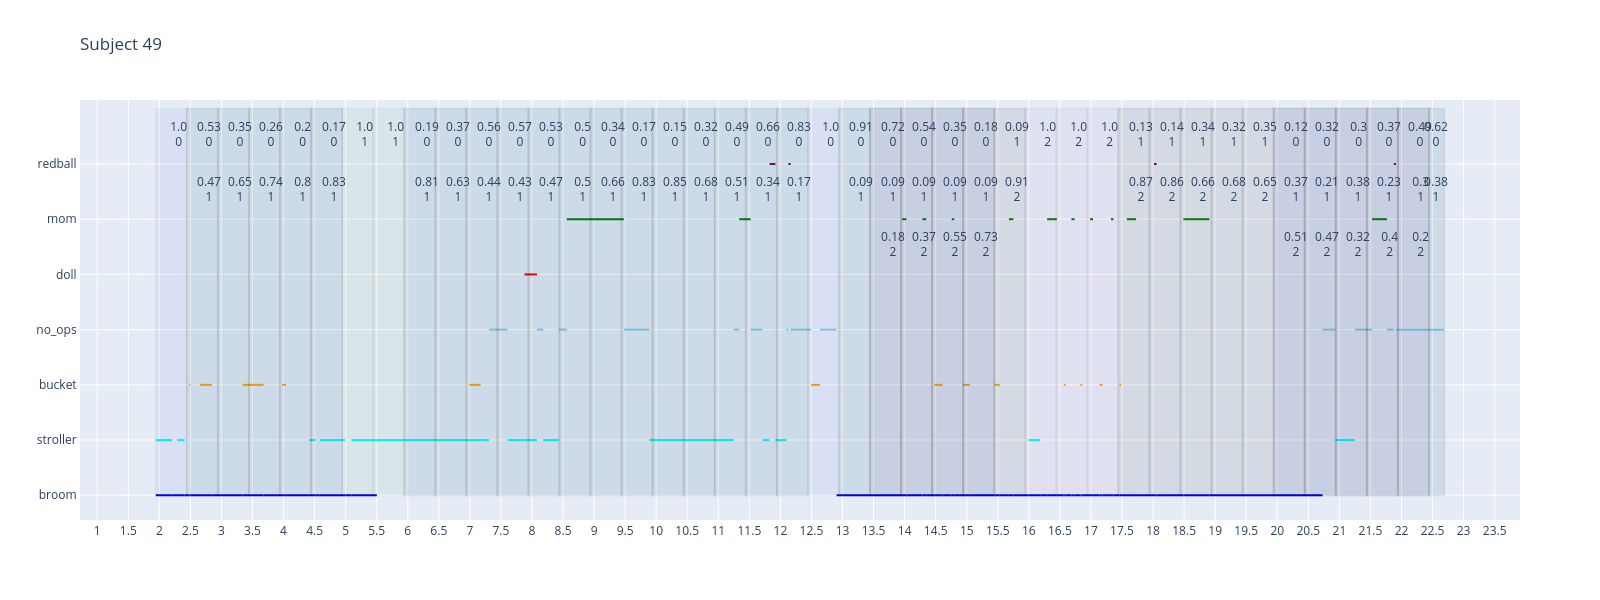 Subject 49
1.0 0.53 0.35 0.26 0.2 0.17 1.0 1.0 0.19 0.37 0.56 0.57 0.53 0.5 0.34 0.17 0.15 0.32 0.49 0.66 0.83 1.0 0.91 0.72 0.54 0.35 0.18 0.09 1.0 1.0 1.0 0.13 0.14 0.34 0.32 0.35 0.12 0.32 0.3 0.37 0.49 0.62
0 0 0 0 0 0 1 1 0 0 0 0 0 0 0 0 0 0 0 0 0 0 0 0 0 0 0 1 2 2 2 1 1 1 1 1 0 0 0 0 0 0
redball
0.47 0.65 0.74 0.8 0.83 0.81 0.63 0.44 0.43 0.47 0.5 0.66 0.83 0.85 0.68 0.51 0.34 0.17 0.09 0.09 0.09 0.09 0.09 0.91 0.87 0.86 0.66 0.68 0.65 0.37 0.21 0.38 0.23 0.3 0.38
1 1 1 1 1 1 1 1 1 1 1 1 1 1 1 1 1 1 1 1 1 1 1 2 2 2 2 2 2 1 1 1 1 1 1
mom
0.18 0.37 0.55 0.73 0.51 0.47 0.32 0.4 0.2
2 2 2 2 2 2 2 2 2
doll
no_ops
bucket
stroller
broom
1 1.5 2 2.5 3 3.5 4 4.5 5 5.5 6 6.5 7 7.5 8 8.5 9 9.5 10 10.5 11 11.5 12 12.5 13 13.5 14 14.5 15 15.5 16 16.5 17 17.5 18 18.5 19 19.5 20 20.5 21 21.5 22 22.5 23 23.5